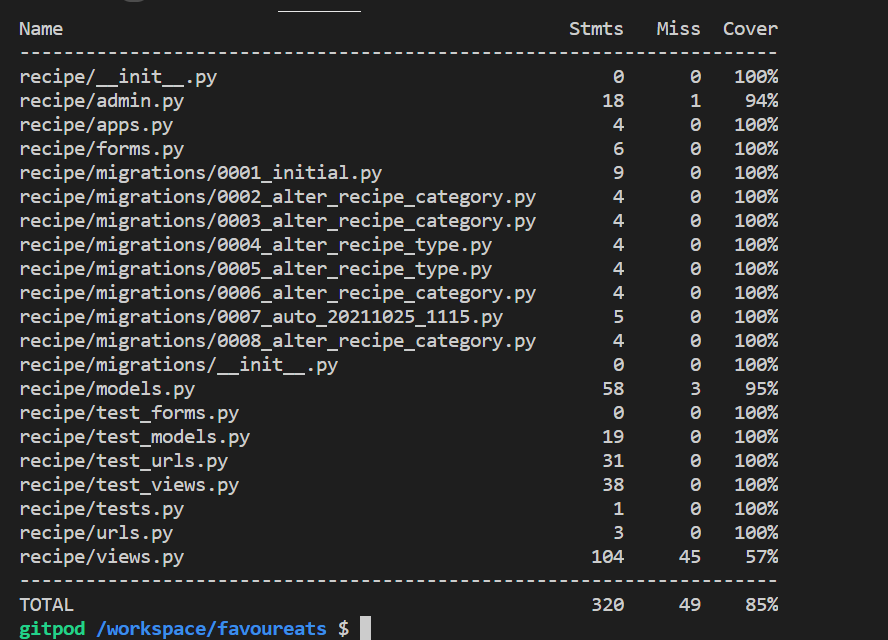 Name Stmts Miss Cover
---------------------------------------------------------------------
recipe/__init__.py 0 0 100%
recipe/admin.py 18 1 94%
recipe/apps.py 4 0 100%
recipe/forms.py 6 0 100%
recipe/migrations/0001_initial.py 9 0 100%
recipe/migrations/0002_alter_recipe_category.py 4 0 100%
recipe/migrations/0003_alter_recipe_category.py 4 0 100%
recipe/migrations/0004_alter_recipe_type.py 4 0 100%
recipe/migrations/0005_alter_recipe_type.py 4 0 100%
recipe/migrations/0006_alter_recipe_category.py 4 0 100%
recipe/migrations/0007_auto_20211025_1115.py 5 0 100%
recipe/migrations/0008_alter_recipe_category.py 4 0 100%
recipe/migrations/__init__.py 0 0 100%
recipe/models.py 58 3 95%
recipe/test_forms.py 0 0 100%
recipe/test_models.py 19 0 100%
recipe/test_urls.py 31 0 100%
recipe/test_views.py 38 0 100%
recipe/tests.py 1 0 100%
recipe/urls.py 3 0 100%
recipe/views.py 104 45 57%
---------------------------------------------------------------------
TOTAL 320 49 85%
gitpod /workspace/favoureats $